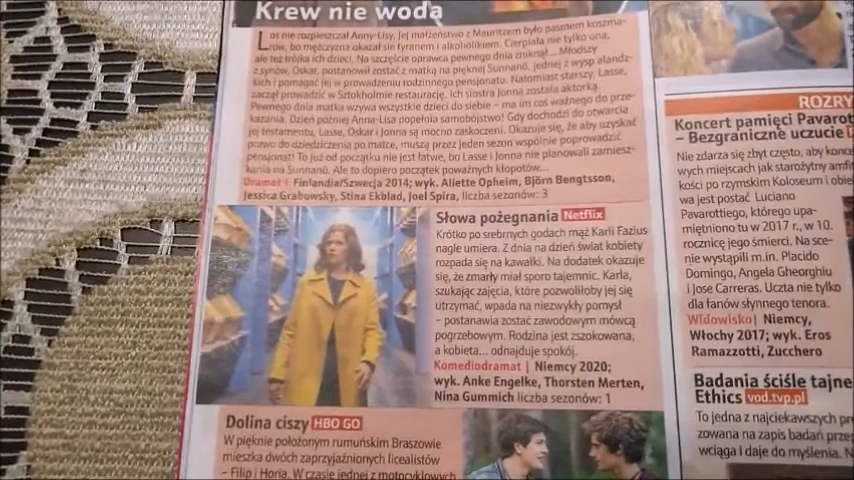 Krew nie woda
Los nie rozpieszczał Anny-Lisy. Jej małżeństwo z Mauritzem było pasmem koszma-
rów, bo mężczyzna okazał się tyranem i alkoholikiem. Cierpiała nie tylko ona,
ale też trójka ich dzieci. Na szczęście oprawca pewnego dnia zniknął... Młodszy
z synów, Oskar, postanowił zostać z matką na pięknej Sunnanö, jednej z wysp alandz-
kich i pomagać jej w prowadzeniu rodzinnego pensjonatu. Natomiast starszy, Lasse,
zaczął prowadzić w Sztokholmie restaurację. Ich siostra Jonna została aktorką.
Pewnego dnia matka wzywa wszystkie dzieci do siebie – ma im coś ważnego do prze-
kazania. Dzień później Anna-Lisa popełnia samobójstwo! Gdy dochodzi do otwarcia
jej testamentu, Lasse, Oskar i Jonna są mocno zaskoczeni. Okazuje się, że aby uzyskać
prawo do dziedziczenia po matce, muszą przez jeden sezon wspólnie poprowadzić
pensjonat! To już od początku nie jest łatwe, bo Lasse i Jonna nie planowali zamiesz-
kania na Sunnanö. Ale to dopiero początek poważnych kłopotów...
Dramat | Finlandia/Szwecja 2014; wyk. Aliette Opheim, Björn Bengtsson,
Jessica Grabowsky, Stina Ekblad, Joel Spira, liczba sezonów: 3
Słowa pożegnania Netflix
Krótko po srebrnych godach mąż Karli Fazius
nagle umiera. Z dnia na dzień świat kobiety
rozpada się na kawałki. Na dodatek okazuje
się, że zmarły miał sporo tajemnic. Karla,
szukając zajęcia, które pozwoliłoby jej się
utrzymać, wpada na niezwykły pomysł
– postanawia zostać zawodowym mówcą
pogrzebowym. Rodzina jest zszokowana,
a kobieta... odnajduje spokój.
Komediodramat | Niemcy 2020;
wyk. Anke Engelke, Thorsten Merten,
Nina Gummich liczba sezonów: 1
Dolina ciszy HBO GO
W pięknie położonym rumuńskim Braszowie
mieszka dwóch zaprzyjaźnionych licealistów
– Filip i Horia. W czasie jednej z motocyklowych
ROZRY
Koncert pamięci Pavarot
– Bezgraniczne uczucie
Nie zdarza się zbyt często, aby konc
wych miejscach jak starożytny amfi
kości po rzymskim Koloseum i obie
wa jest postać Luciano
Pavarottiego, którego upa-
miętniono tu w 2017 r., w 10.
rocznicę jego śmierci. Na sce-
nie wystąpili m.in. Placido
Domingo, Angela Gheorghiu
i Jose Carreras. Uczta nie tylko
dla fanów słynnego tenora.
Widowisko | Niemcy,
Włochy 2017; wyk. Eros
Ramazzotti, Zucchero
Badania ściśle tajne
Ethics vod.tvp.pl
To jedna z najciekawszych pre
zowana na zapis badań przep
wciąga i daje do myślenia. N